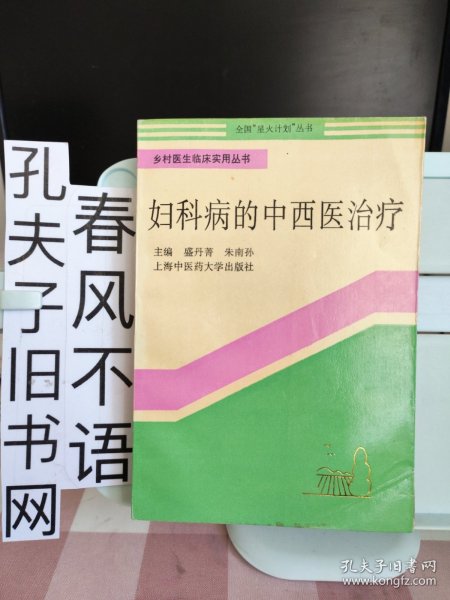 孔夫子旧书网
春风不语
全国"星火计划"丛书
乡村医生临床实用丛书
妇科病的中西医治疗
主编 盛丹菁 朱南孙
上海中医药大学出版社
孔夫子旧书网
www.kongfz.com